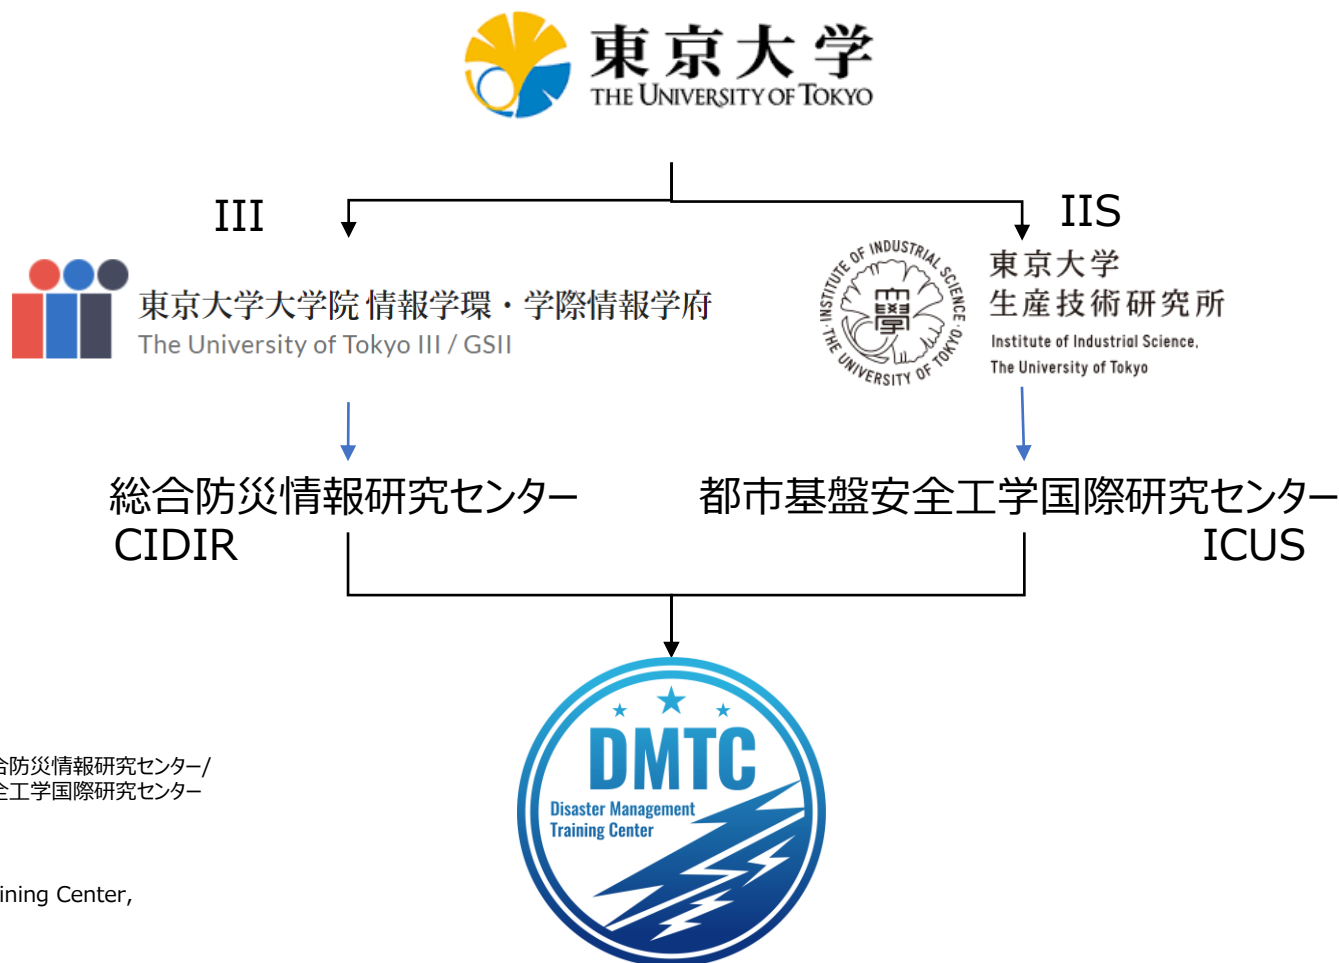 東京大学
THE UNIVERSITY OF TOKYO
III
東京大学大学院 情報学環・学際情報学府
The University of Tokyo III / GSII
IIS
INSTITUTE OF INDUSTRIAL SCIENCE · THE UNIVERSITY OF TOKYO ·
大學
東京大学
生産技術研究所
Institute of Industrial Science,
The University of Tokyo
総合防災情報研究センター
CIDIR
都市基盤安全工学国際研究センター
ICUS
DMTC
Disaster Management
Training Center
合防災情報研究センター/
全工学国際研究センター
ining Center,